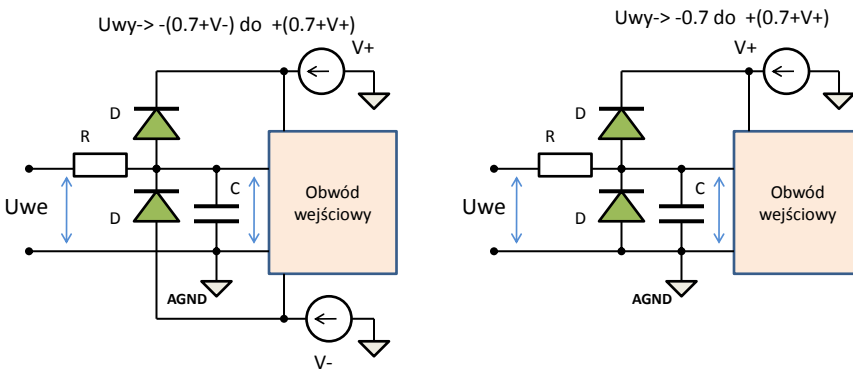 Uwy-> -(0.7+V-) do +(0.7+V+)
V+
D
R
C
Uwe
D
Obwód
wejściowy
AGND
V-
Uwy-> -0.7 do +(0.7+V+)
V+
D
R
C
Uwe
D
Obwód
wejściowy
AGND